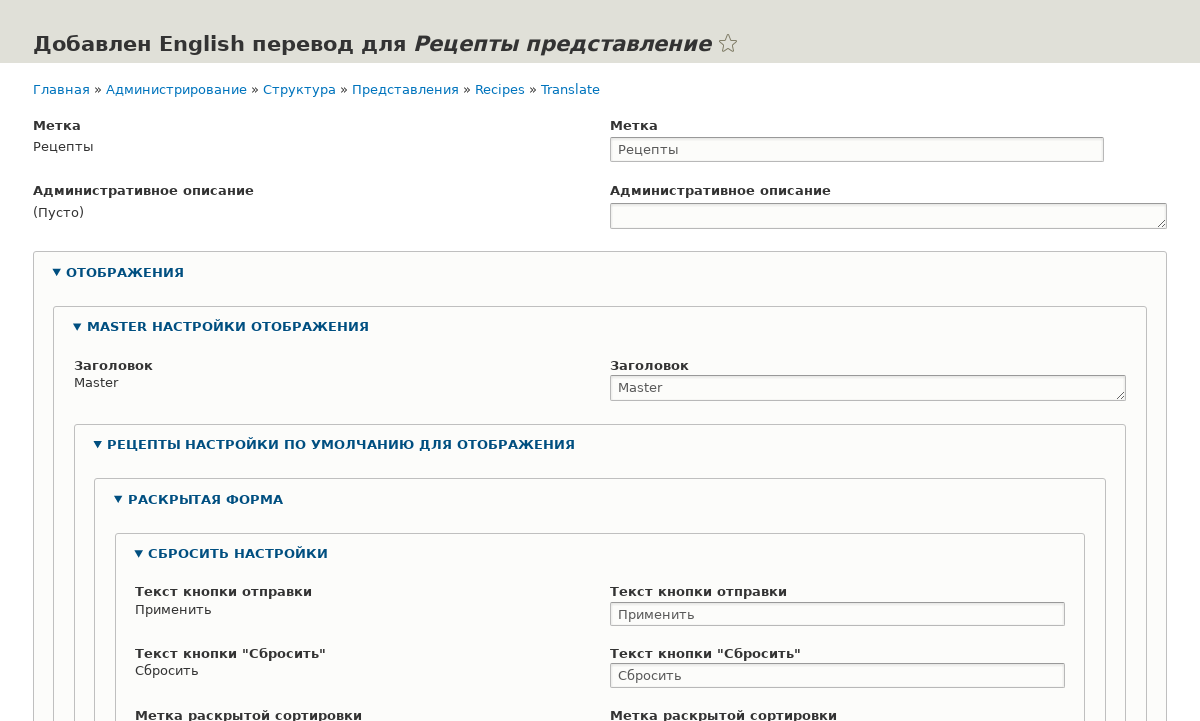 Добавлен English перевод для Рецепты представление
Главная » Администрирование » Структура » Представления » Recipes » Translate
Метка
Рецепты
Метка
Рецепты
Административное описание
(Пусто)
Административное описание
ОТОБРАЖЕНИЯ
MASTER НАСТРОЙКИ ОТОБРАЖЕНИЯ
Заголовок
Master
Заголовок
Master
РЕЦЕПТЫ НАСТРОЙКИ ПО УМОЛЧАНИЮ ДЛЯ ОТОБРАЖЕНИЯ
РАСКРЫТАЯ ФОРМА
СБРОСИТЬ НАСТРОЙКИ
Текст кнопки отправки
Применить
Текст кнопки отправки
Применить
Текст кнопки "Сбросить"
Сбросить
Текст кнопки "Сбросить"
Сбросить
Метка раскрытой сортировки
Метка раскрытой сортировки